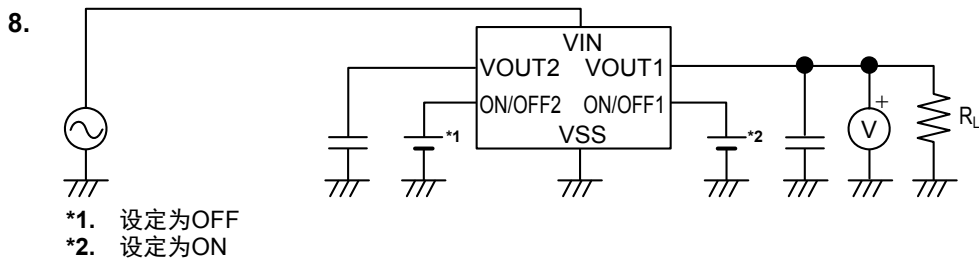 8.
VIN
VOUT2 VOUT1
ON/OFF2 ON/OFF1
*1 *2
VSS
+
V
RL
*1. 设定为OFF
*2. 设定为ON